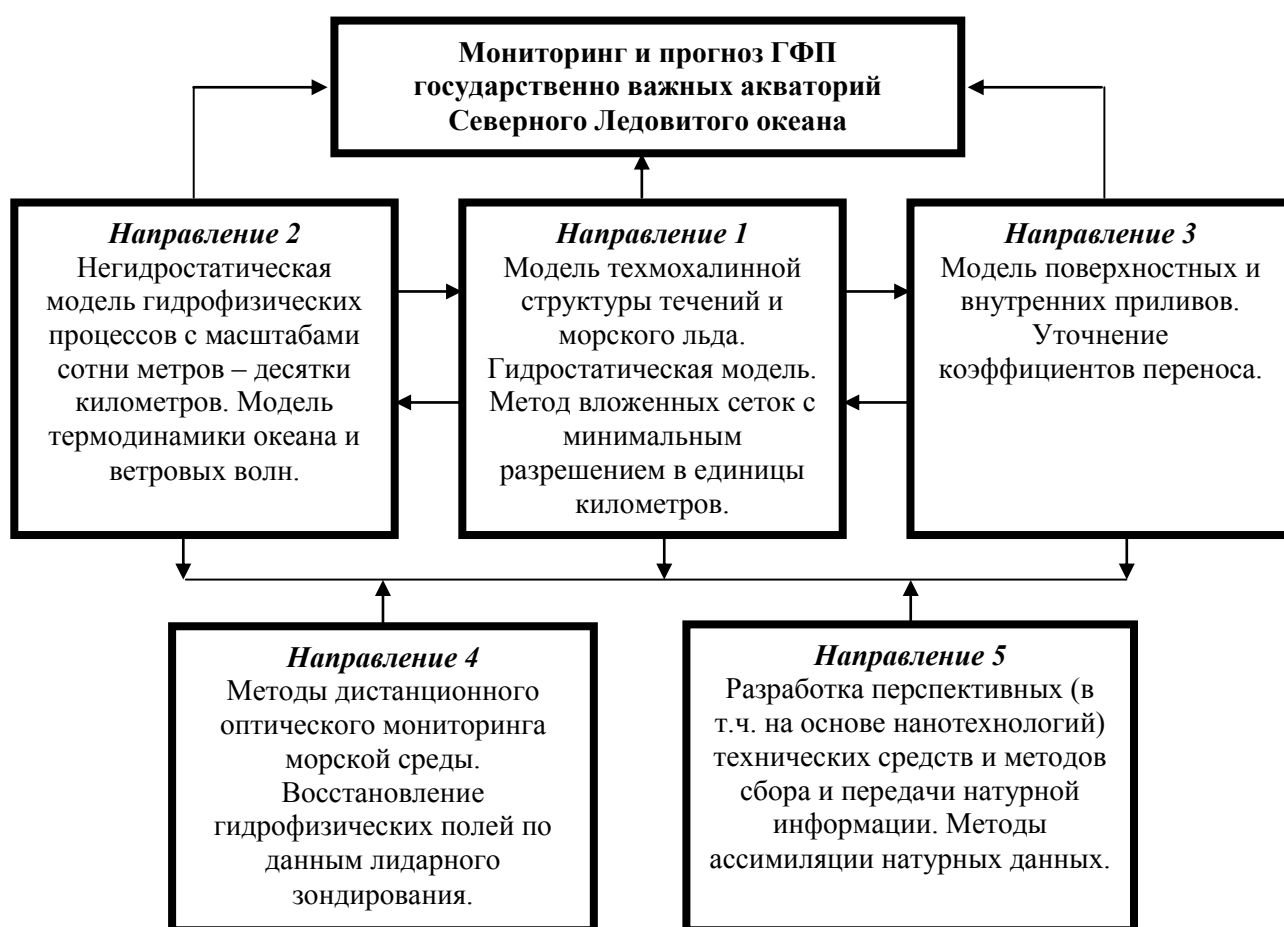 Мониторинг и прогноз ГФП
государственно важных акваторий
Северного Ледовитого океана
Направление 2
Негидростатическая
модель гидрофизических
процессов с масштабами
сотни метров – десятки
километров. Модель
термодинамики океана и
ветровых волн.
Направление 1
Модель техмохалинной
структуры течений и
морского льда.
Гидростатическая модель.
Метод вложенных сеток с
минимальным
разрешением в единицы
километров.
Направление 3
Модель поверхностных и
внутренних приливов.
Уточнение
коэффициентов переноса.
Направление 4
Методы дистанционного
оптического мониторинга
морской среды.
Восстановление
гидрофизических полей по
данным лидарного
зондирования.
Направление 5
Разработка перспективных (в
т.ч. на основе нанотехнологий)
технических средств и методов
сбора и передачи натурной
информации. Методы
ассимиляции натурных данных.